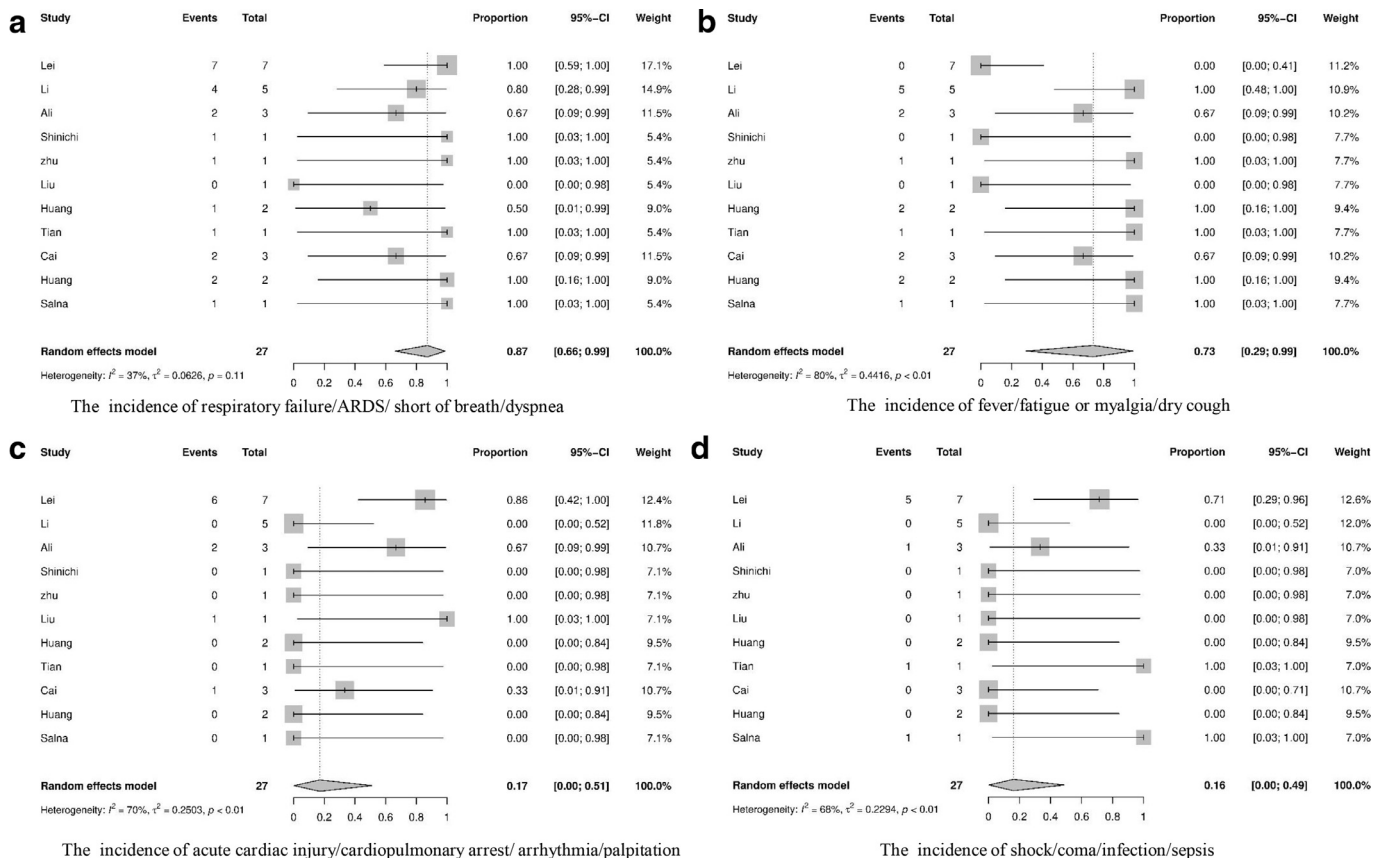 a
Study Events Total Proportion 95%−CI Weight
Lei 7 7 1.00 [0.59; 1.00] 17.1%
Li 4 5 0.80 [0.28; 0.99] 14.9%
Ali 2 3 0.67 [0.09; 0.99] 11.5%
Shinichi 1 1 1.00 [0.03; 1.00] 5.4%
zhu 1 1 1.00 [0.03; 1.00] 5.4%
Liu 0 1 0.00 [0.00; 0.98] 5.4%
Huang 1 2 0.50 [0.01; 0.99] 9.0%
Tian 1 1 1.00 [0.03; 1.00] 5.4%
Cai 2 3 0.67 [0.09; 0.99] 11.5%
Huang 2 2 1.00 [0.16; 1.00] 9.0%
Salna 1 1 1.00 [0.03; 1.00] 5.4%
Random effects model 27 0.87 [0.66; 0.99] 100.0%
Heterogeneity: I² = 37%, τ² = 0.0626, p = 0.11
0 0.2 0.4 0.6 0.8 1
The incidence of respiratory failure/ARDS/ short of breath/dyspnea
b
Study Events Total Proportion 95%−CI Weight
Lei 0 7 0.00 [0.00; 0.41] 11.2%
Li 5 5 1.00 [0.48; 1.00] 10.9%
Ali 2 3 0.67 [0.09; 0.99] 10.2%
Shinichi 0 1 0.00 [0.00; 0.98] 7.7%
zhu 1 1 1.00 [0.03; 1.00] 7.7%
Liu 0 1 0.00 [0.00; 0.98] 7.7%
Huang 2 2 1.00 [0.16; 1.00] 9.4%
Tian 1 1 1.00 [0.03; 1.00] 7.7%
Cai 2 3 0.67 [0.09; 0.99] 10.2%
Huang 2 2 1.00 [0.16; 1.00] 9.4%
Salna 1 1 1.00 [0.03; 1.00] 7.7%
Random effects model 27 0.73 [0.29; 0.99] 100.0%
Heterogeneity: I² = 80%, τ² = 0.4416, p < 0.01
0 0.2 0.4 0.6 0.8 1
The incidence of fever/fatigue or myalgia/dry cough
c
Study Events Total Proportion 95%−CI Weight
Lei 6 7 0.86 [0.42; 1.00] 12.4%
Li 0 5 0.00 [0.00; 0.52] 11.8%
Ali 2 3 0.67 [0.09; 0.99] 10.7%
Shinichi 0 1 0.00 [0.00; 0.98] 7.1%
zhu 0 1 0.00 [0.00; 0.98] 7.1%
Liu 1 1 1.00 [0.03; 1.00] 7.1%
Huang 0 2 0.00 [0.00; 0.84] 9.5%
Tian 0 1 0.00 [0.00; 0.98] 7.1%
Cai 1 3 0.33 [0.01; 0.91] 10.7%
Huang 0 2 0.00 [0.00; 0.84] 9.5%
Salna 0 1 0.00 [0.00; 0.98] 7.1%
Random effects model 27 0.17 [0.00; 0.51] 100.0%
Heterogeneity: I² = 70%, τ² = 0.2503, p < 0.01
0 0.2 0.4 0.6 0.8 1
The incidence of acute cardiac injury/cardiopulmonary arrest/ arrhythmia/palpitation
d
Study Events Total Proportion 95%−CI Weight
Lei 5 7 0.71 [0.29; 0.96] 12.6%
Li 0 5 0.00 [0.00; 0.52] 12.0%
Ali 1 3 0.33 [0.01; 0.91] 10.7%
Shinichi 0 1 0.00 [0.00; 0.98] 7.0%
zhu 0 1 0.00 [0.00; 0.98] 7.0%
Liu 0 1 0.00 [0.00; 0.98] 7.0%
Huang 0 2 0.00 [0.00; 0.84] 9.5%
Tian 1 1 1.00 [0.03; 1.00] 7.0%
Cai 0 3 0.00 [0.00; 0.71] 10.7%
Huang 0 2 0.00 [0.00; 0.84] 9.5%
Salna 1 1 1.00 [0.03; 1.00] 7.0%
Random effects model 27 0.16 [0.00; 0.49] 100.0%
Heterogeneity: I² = 68%, τ² = 0.2294, p < 0.01
0 0.2 0.4 0.6 0.8 1
The incidence of shock/coma/infection/sepsis